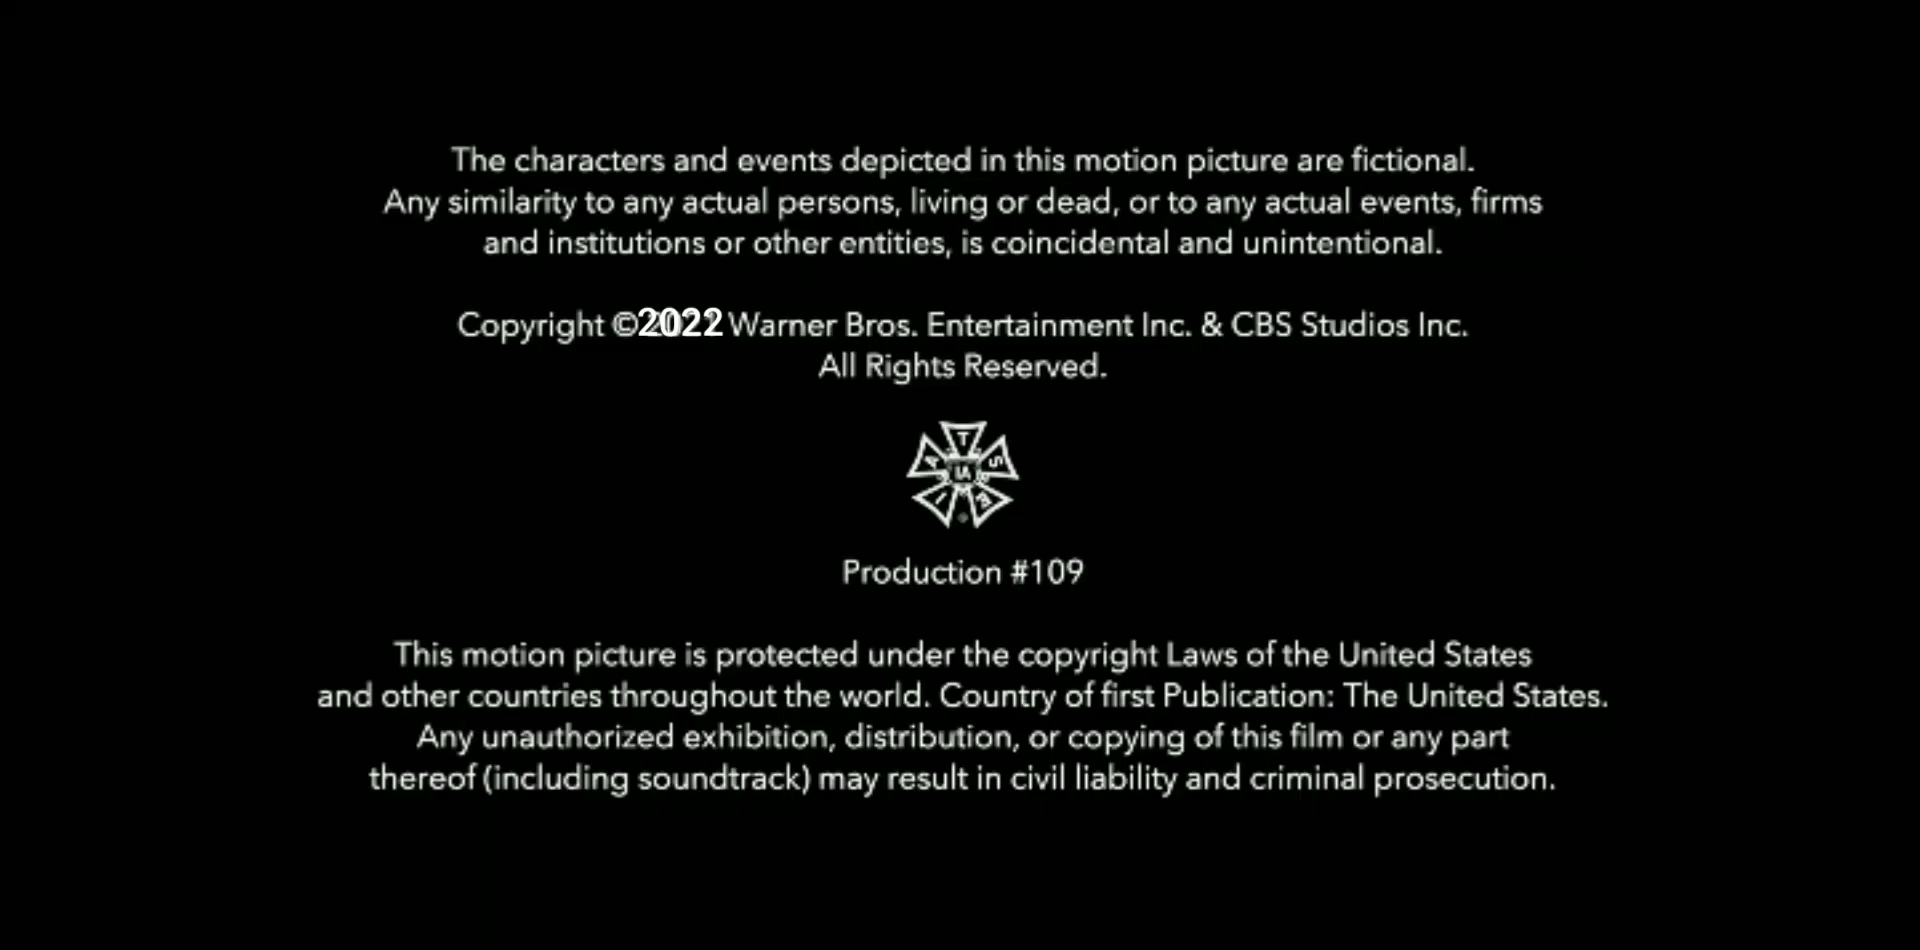 The characters and events depicted in this motion picture are fictional.
Any similarity to any actual persons, living or dead, or to any actual events, firms
and institutions or other entities, is coincidental and unintentional.
Copyright ©2022 Warner Bros. Entertainment Inc. & CBS Studios Inc.
All Rights Reserved.
I A T S E
IA
Production #109
This motion picture is protected under the copyright Laws of the United States
and other countries throughout the world. Country of first Publication: The United States.
Any unauthorized exhibition, distribution, or copying of this film or any part
thereof (including soundtrack) may result in civil liability and criminal prosecution.